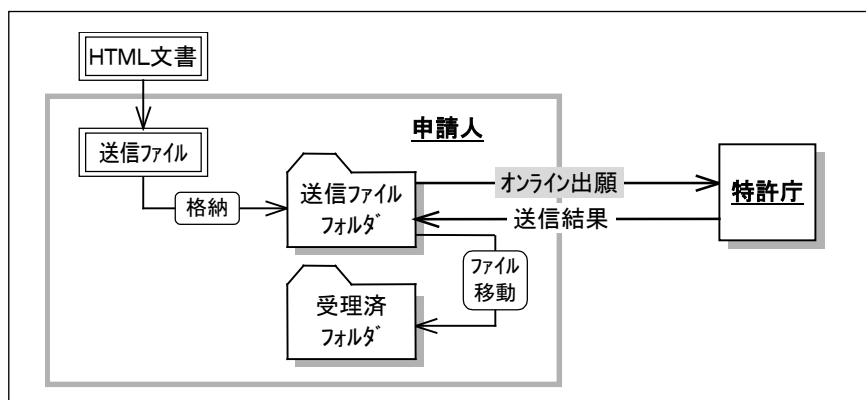 HTML文書
申請人
送信ファイル
格納
送信ファイル
フォルダ
オンライン出願
送信結果
特許庁
ファイル
移動
受理済
フォルダ